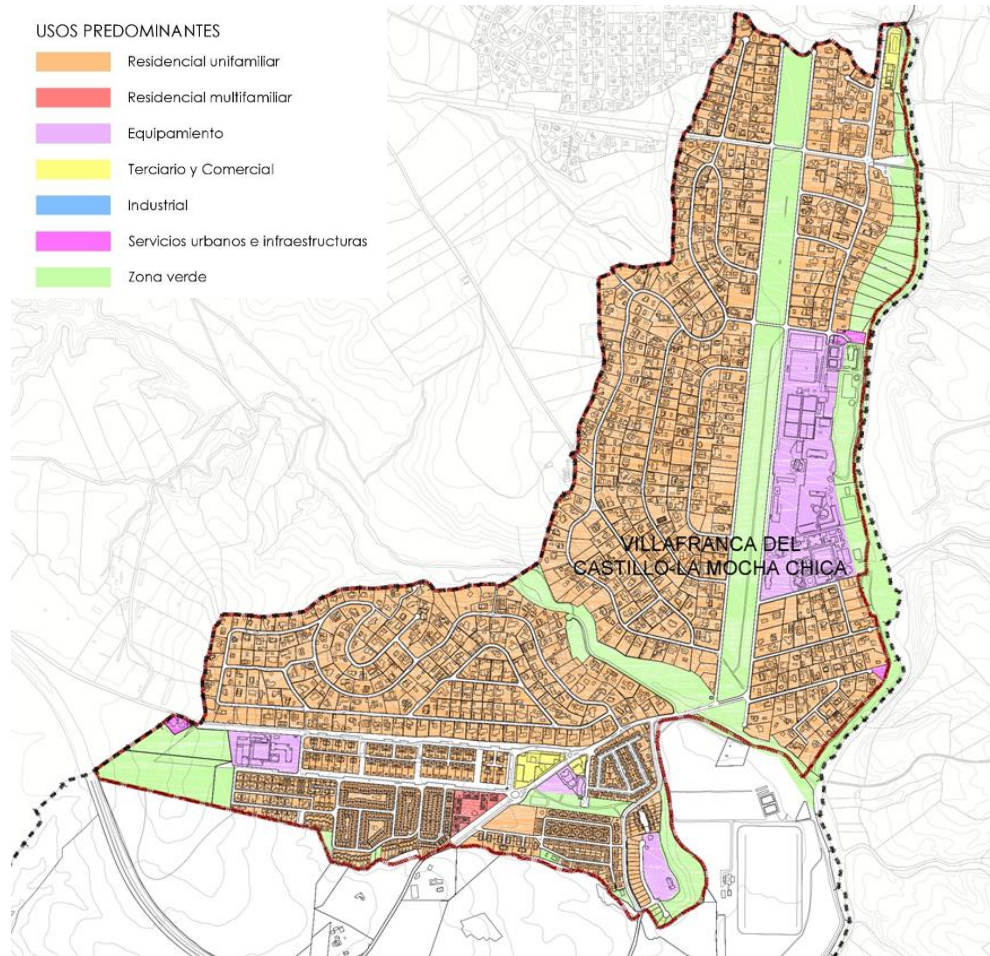 USOS PREDOMINANTES
Residencial unifamiliar
Residencial multifamiliar
Equipamiento
Terciario y Comercial
Industrial
Servicios urbanos e infraestructuras
Zona verde
VILLAFRANCA DEL
CASTILLO-LA MOCHA CHICA